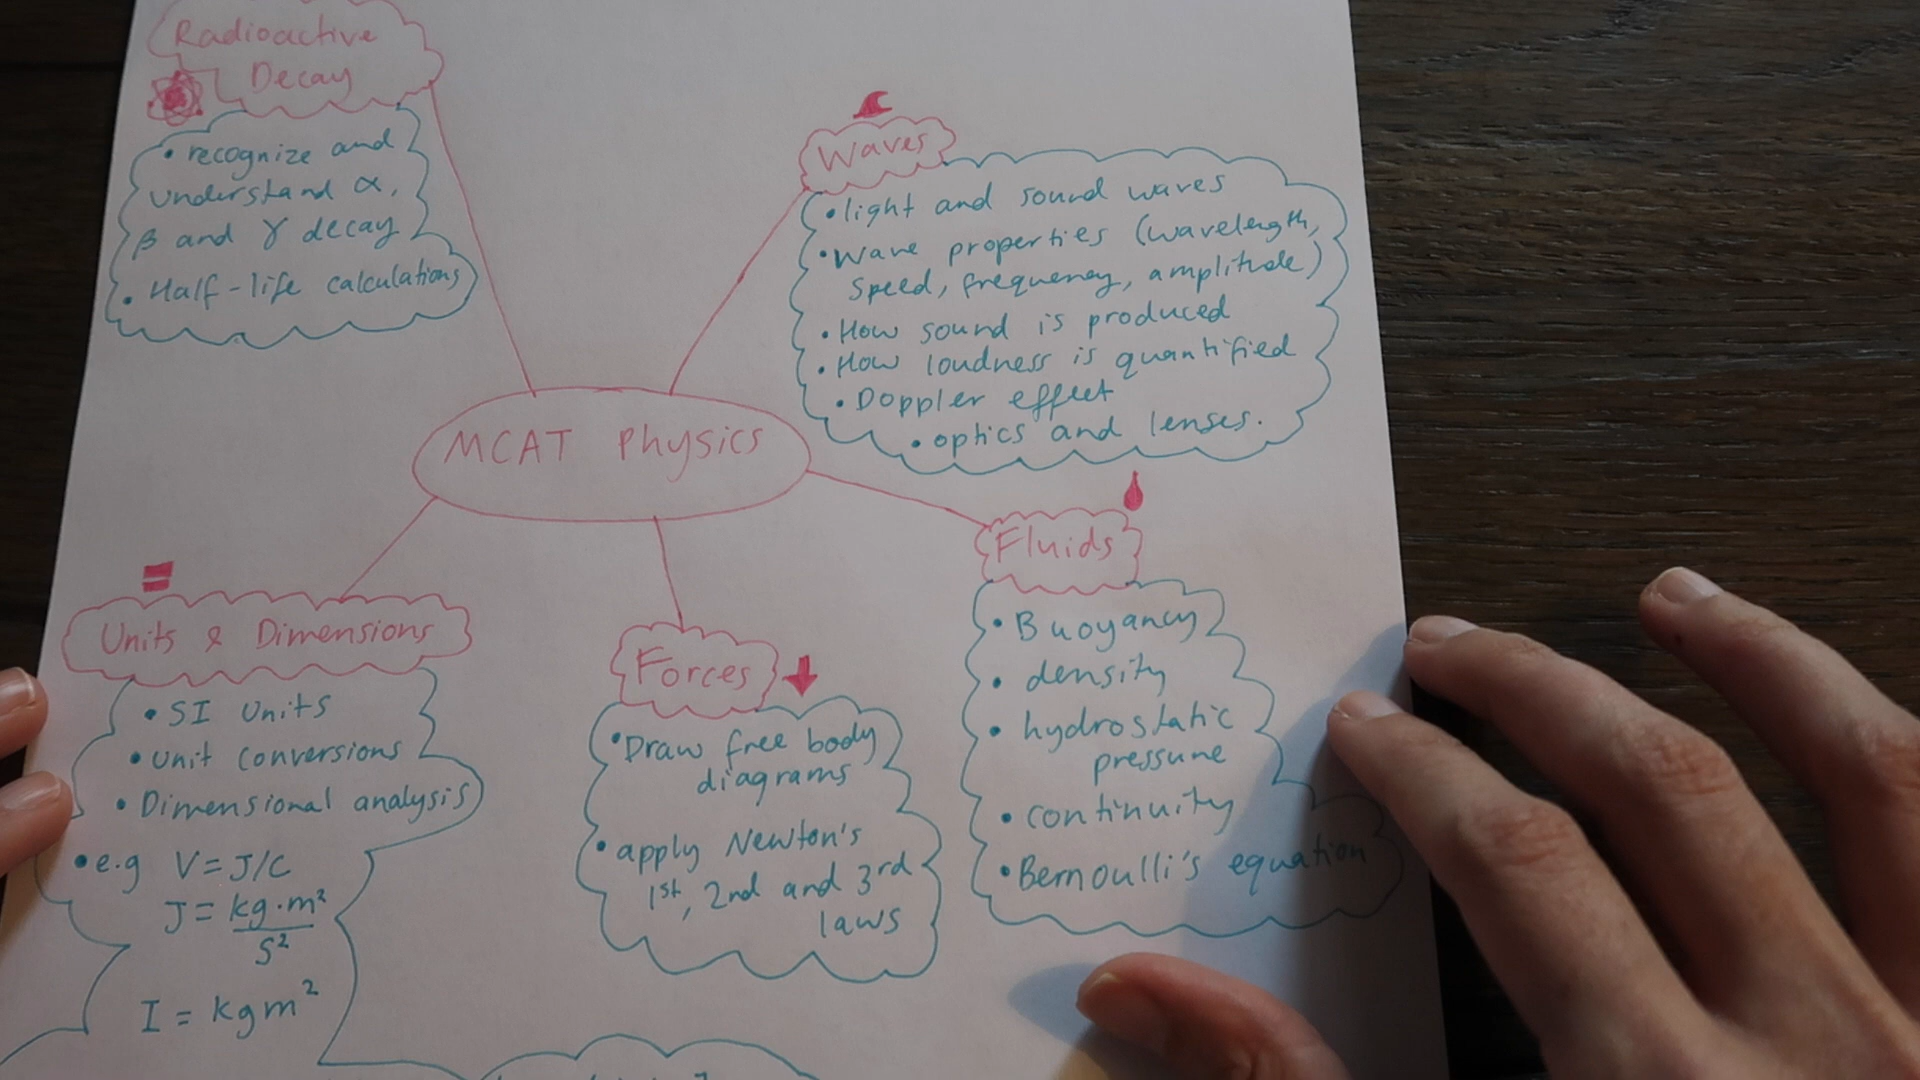 Radioactive
Decay
• recognize and
understand α,
β and γ decay
• Half-life calculations
Waves
• light and sound waves
• Wave properties (wavelength,
speed, frequency, amplitude)
• How sound is produced
• How loudness is quantified
• Doppler effect
• optics and lenses.
MCAT Physics
Fluids
• Buoyancy
• density
• hydrostatic
pressure
• continuity
• Bernoulli's equation
Units & Dimensions
• SI Units
• unit conversions
• Dimensional analysis
• e.g V = J/C
J = kg·m²
s²
I = kgm²
Forces
• Draw free body
diagrams
• apply Newton's
1st, 2nd and 3rd
laws